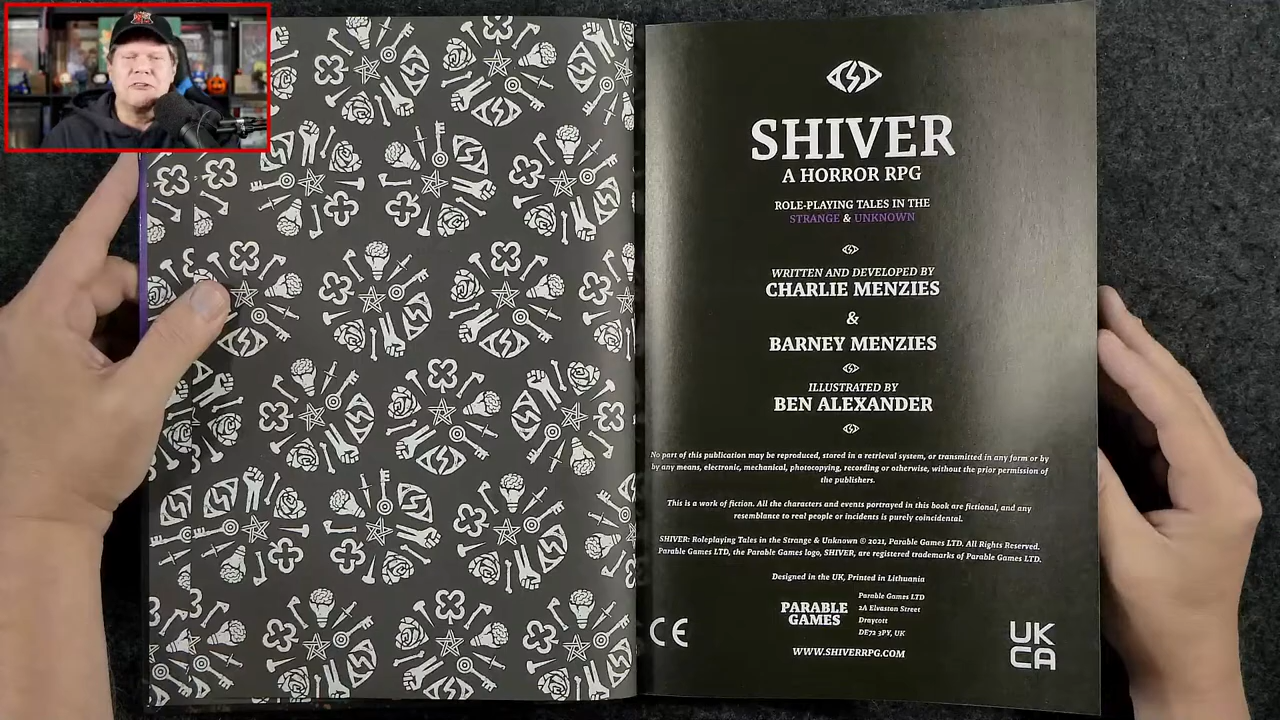 SHIVER
A HORROR RPG
ROLE-PLAYING TALES IN THE
STRANGE & UNKNOWN
WRITTEN AND DEVELOPED BY
CHARLIE MENZIES
&
BARNEY MENZIES
ILLUSTRATED BY
BEN ALEXANDER
No part of this publication may be reproduced, stored in a retrieval system, or transmitted in any form or by
by any means, electronic, mechanical, photocopying, recording or otherwise, without the prior permission of
the publishers.
This is a work of fiction. All the characters and events portrayed in this book are fictional, and any
resemblance to real people or incidents is purely coincidental.
SHIVER: Roleplaying Tales in the Strange & Unknown © 2021, Parable Games LTD. All Rights Reserved.
Parable Games LTD, the Parable Games logo, SHIVER, are registered trademarks of Parable Games LTD.
Designed in the UK, Printed in Lithuania
PARABLE
GAMES
Parable Games LTD
2A Elvaston Street
Draycott
DE72 3PY, UK
CE
UK
CA
WWW.SHIVERRPG.COM